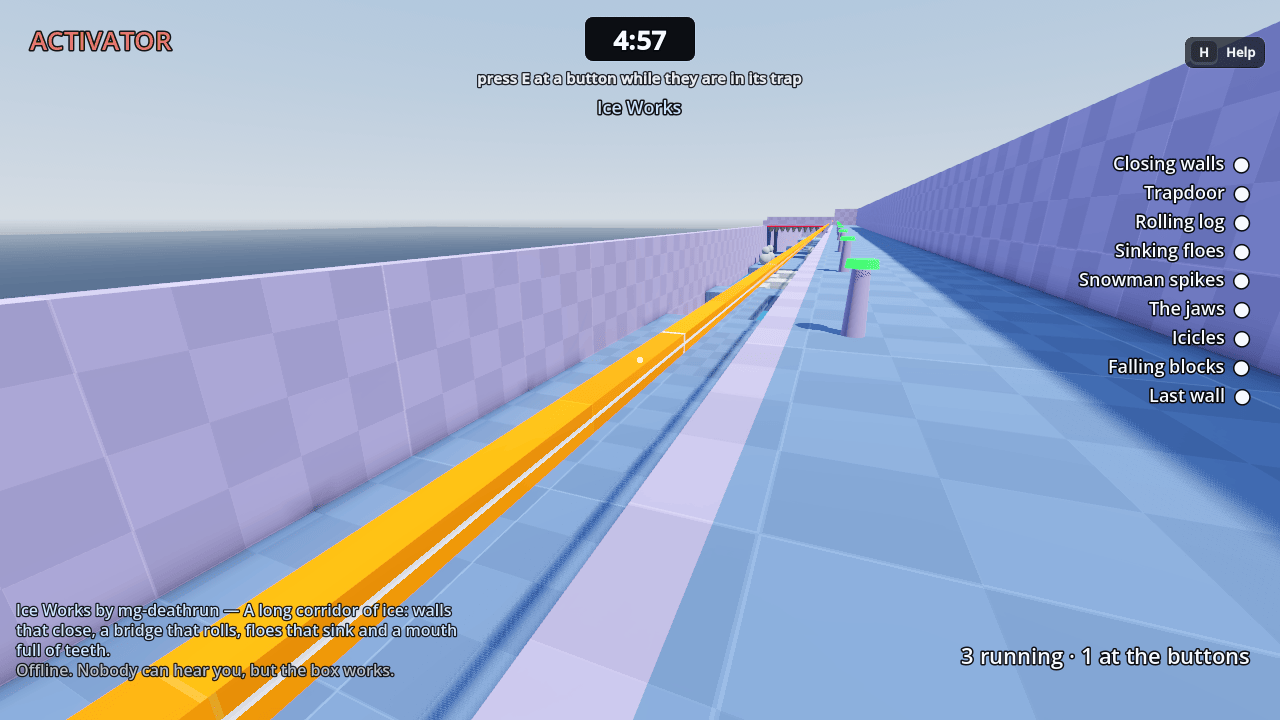 ACTIVATOR
4:57
press E at a button while they are in its trap
Ice Works
H Help
Closing walls
Trapdoor
Rolling log
Sinking floes
Snowman spikes
The jaws
Icicles
Falling blocks
Last wall
Ice Works by mg-deathrun — A long corridor of ice: walls
that close, a bridge that rolls, floes that sink and a mouth
full of teeth.
Offline. Nobody can hear you, but the box works.
3 running · 1 at the buttons